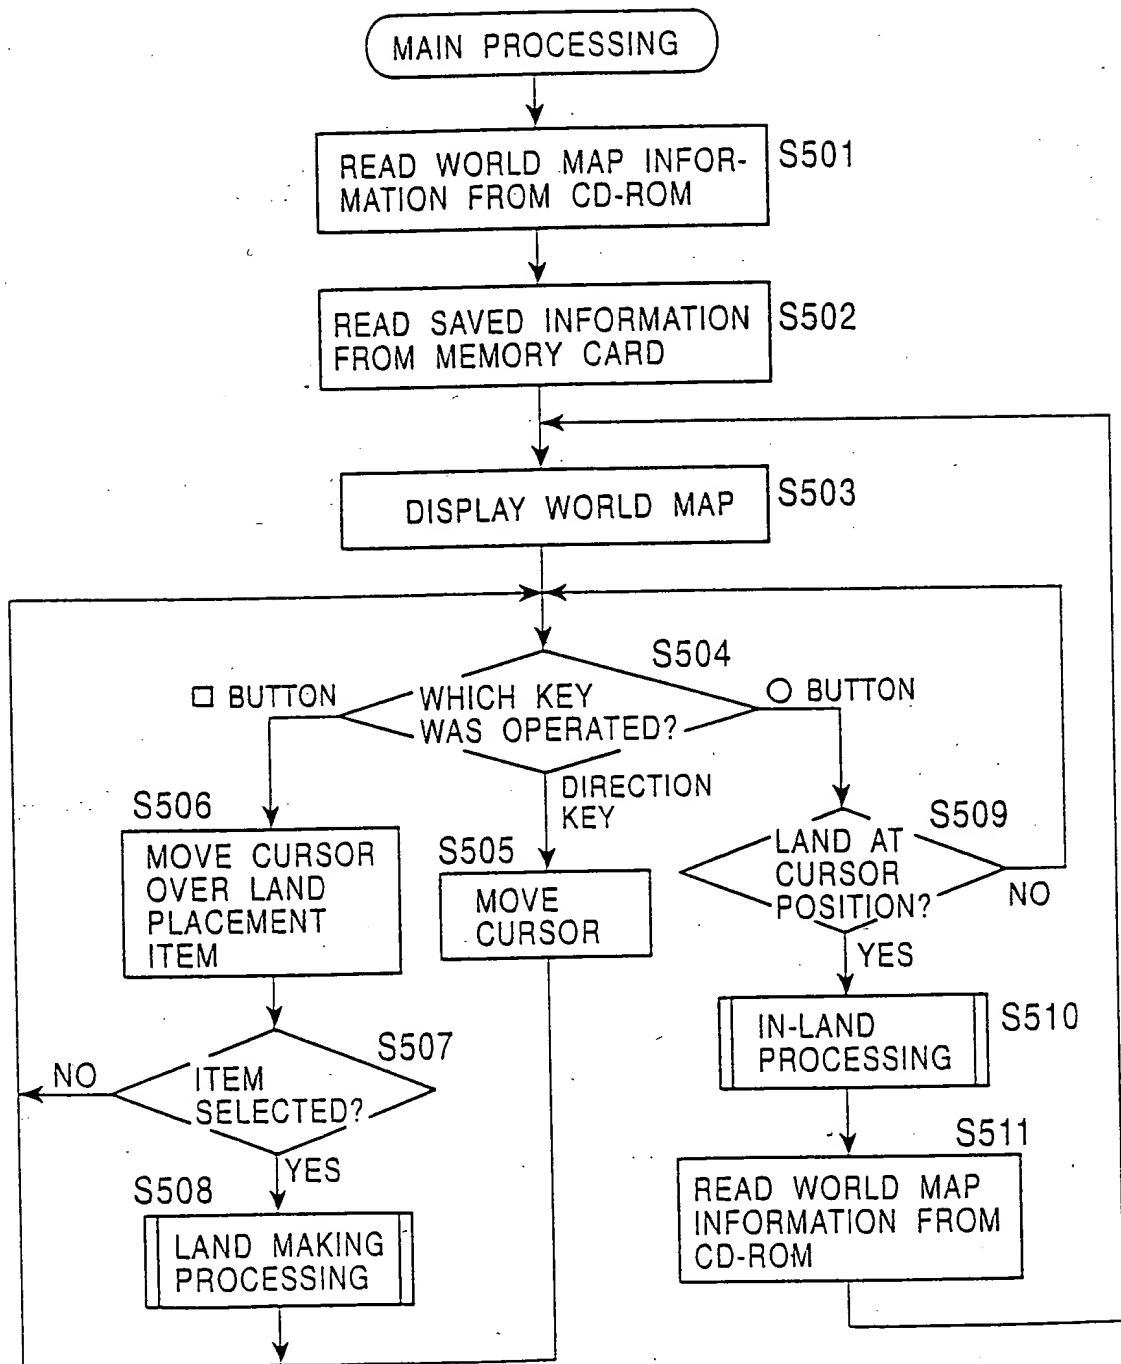 MAIN PROCESSING
S501
READ WORLD MAP INFOR-
MATION FROM CD-ROM
S502
READ SAVED INFORMATION
FROM MEMORY CARD
S503
DISPLAY WORLD MAP
S504
□ BUTTON
WHICH KEY
WAS OPERATED?
○ BUTTON
DIRECTION
KEY
S506
MOVE CURSOR
OVER LAND
PLACEMENT
ITEM
S505
MOVE
CURSOR
S509
LAND AT
CURSOR
POSITION?
NO
YES
S507
NO
ITEM
SELECTED?
YES
S510
IN-LAND
PROCESSING
S508
LAND MAKING
PROCESSING
S511
READ WORLD MAP
INFORMATION FROM
CD-ROM